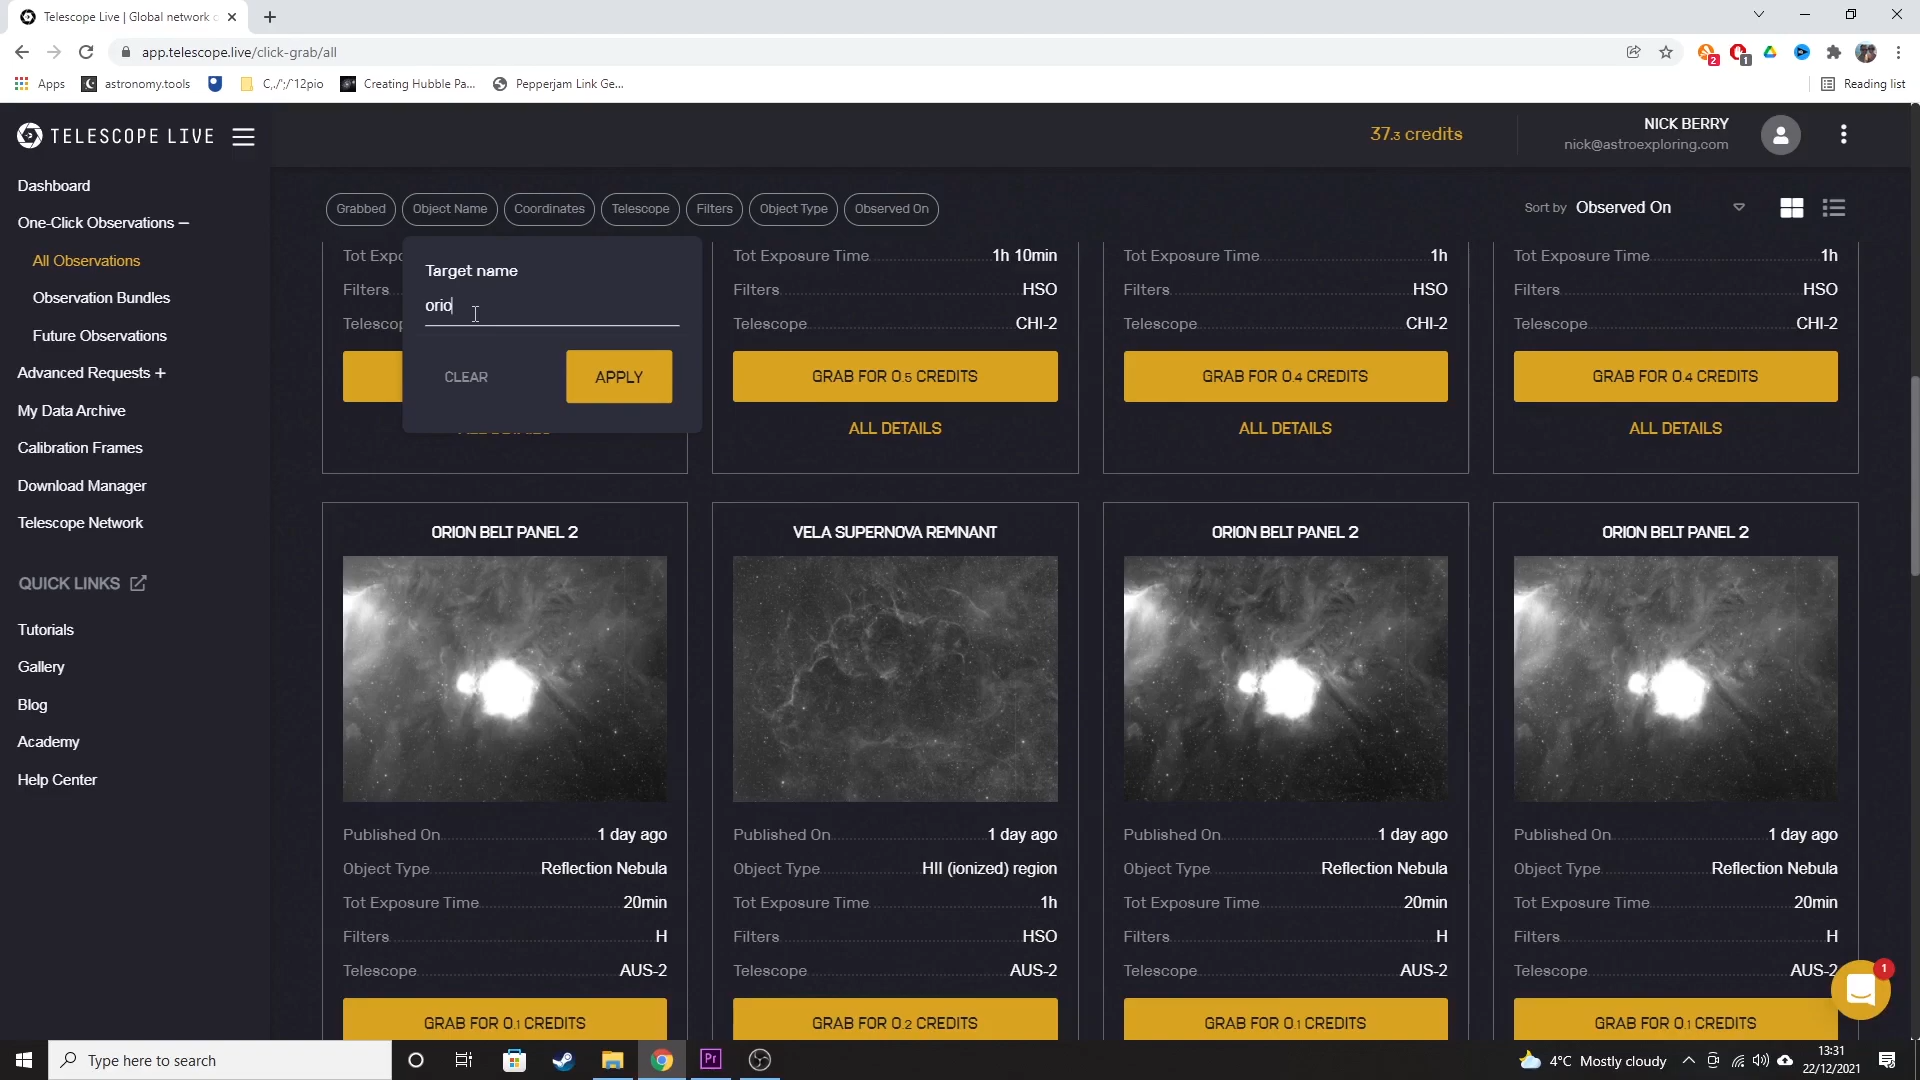 Telescope Live | Global network
app.telescope.live/click-grab/all
2
1
Apps
astronomy.tools
C,./';/'12pio
Creating Hubble Pa...
Pepperjam Link Ge...
Reading list
TELESCOPE LIVE
37.3 credits
NICK BERRY
nick@astroexploring.com
Dashboard
One-Click Observations –
All Observations
Observation Bundles
Future Observations
Advanced Requests +
My Data Archive
Calibration Frames
Download Manager
Telescope Network
QUICK LINKS
Tutorials
Gallery
Blog
Academy
Help Center
Grabbed
Object Name
Coordinates
Telescope
Filters
Object Type
Observed On
Sort by Observed On
Target name
orio
CLEAR
APPLY
Tot Expo
Filters
Telescop
Tot Exposure Time 1h 10min
Filters HSO
Telescope CHI-2
GRAB FOR 0.5 CREDITS
ALL DETAILS
Tot Exposure Time 1h
Filters HSO
Telescope CHI-2
GRAB FOR 0.4 CREDITS
ALL DETAILS
Tot Exposure Time 1h
Filters HSO
Telescope CHI-2
GRAB FOR 0.4 CREDITS
ALL DETAILS
ORION BELT PANEL 2
Published On 1 day ago
Object Type Reflection Nebula
Tot Exposure Time 20min
Filters H
Telescope AUS-2
GRAB FOR 0.1 CREDITS
VELA SUPERNOVA REMNANT
Published On 1 day ago
Object Type HII (ionized) region
Tot Exposure Time 1h
Filters HSO
Telescope AUS-2
GRAB FOR 0.2 CREDITS
ORION BELT PANEL 2
Published On 1 day ago
Object Type Reflection Nebula
Tot Exposure Time 20min
Filters H
Telescope AUS-2
GRAB FOR 0.1 CREDITS
ORION BELT PANEL 2
Published On 1 day ago
Object Type Reflection Nebula
Tot Exposure Time 20min
Filters H
Telescope AUS-2
GRAB FOR 0.1 CREDITS
1
Type here to search
Pr
4°C Mostly cloudy
13:31
22/12/2021